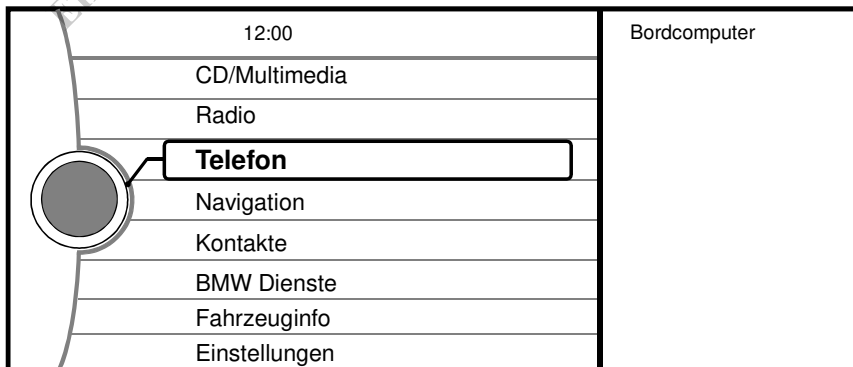 12:00
Bordcomputer
CD/Multimedia
Radio
Telefon
Navigation
Kontakte
BMW Dienste
Fahrzeuginfo
Einstellungen